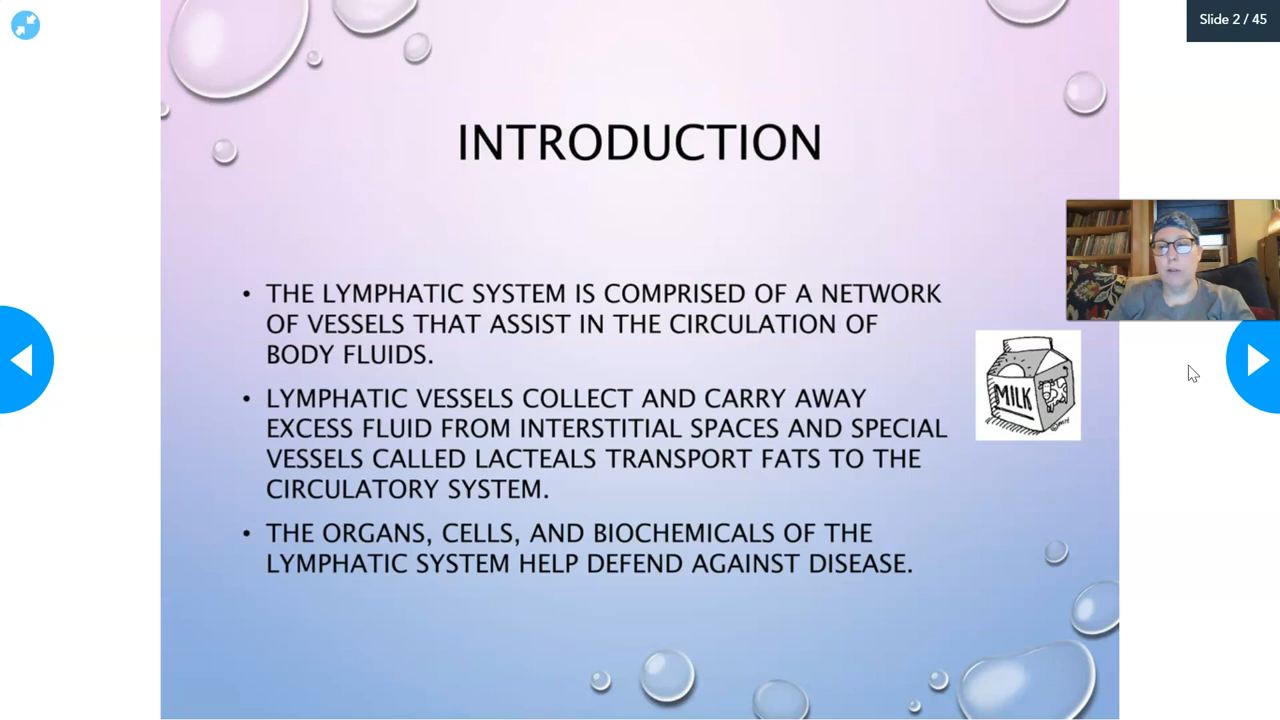 Slide 2 / 45
INTRODUCTION
• THE LYMPHATIC SYSTEM IS COMPRISED OF A NETWORK
OF VESSELS THAT ASSIST IN THE CIRCULATION OF
BODY FLUIDS.
• LYMPHATIC VESSELS COLLECT AND CARRY AWAY
EXCESS FLUID FROM INTERSTITIAL SPACES AND SPECIAL
VESSELS CALLED LACTEALS TRANSPORT FATS TO THE
CIRCULATORY SYSTEM.
• THE ORGANS, CELLS, AND BIOCHEMICALS OF THE
LYMPHATIC SYSTEM HELP DEFEND AGAINST DISEASE.
MILK